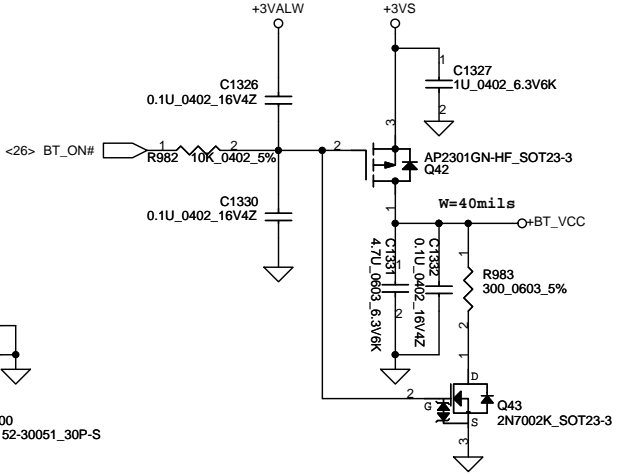 +3VALW
+3VS
C1326
0.1U_0402_16V4Z
1
C1327
1U_0402_6.3V6K
2
<26> BT_ON#
1
2
R982 10K_0402_5%
2
3
AP2301GN-HF_SOT23-3
Q42
1
C1330
0.1U_0402_16V4Z
W=40mils
+BT_VCC
C1331
4.7U_0603_6.3V6K
1
2
C1332
0.1U_0402_16V4Z
1
R983
300_0603_5%
2
1
D
2
G
S
Q43
2N7002K_SOT23-3
3
00
52-30051_30P-S